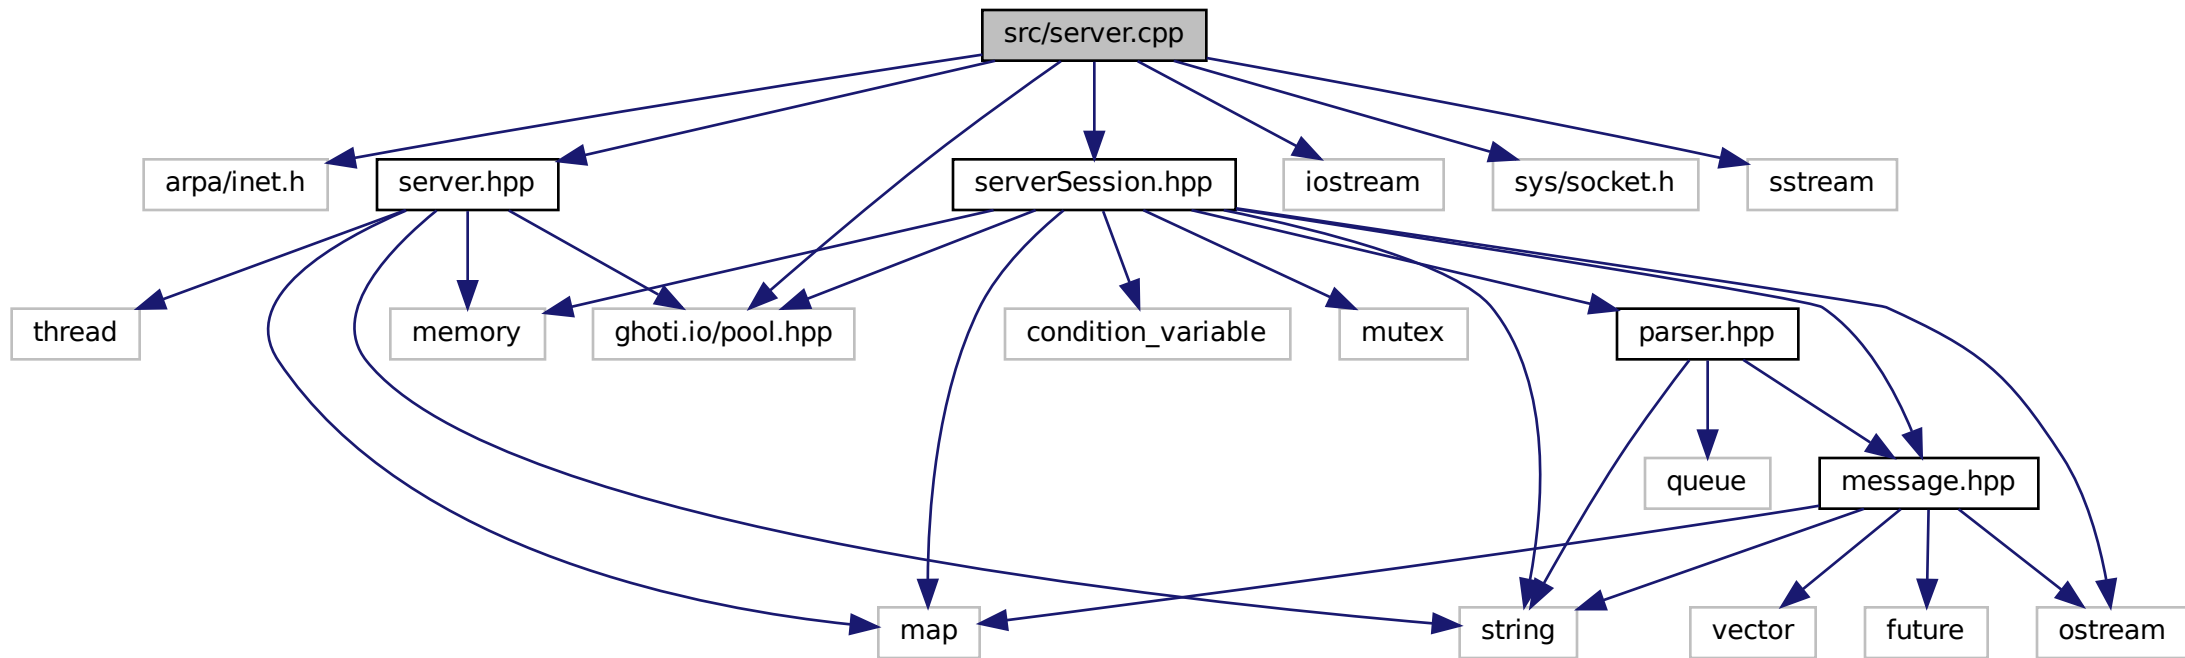 src/server.cpp
arpa/inet.h
server.hpp
serverSession.hpp
iostream
sys/socket.h
sstream
thread
memory
ghoti.io/pool.hpp
condition_variable
mutex
parser.hpp
queue
message.hpp
map
string
vector
future
ostream